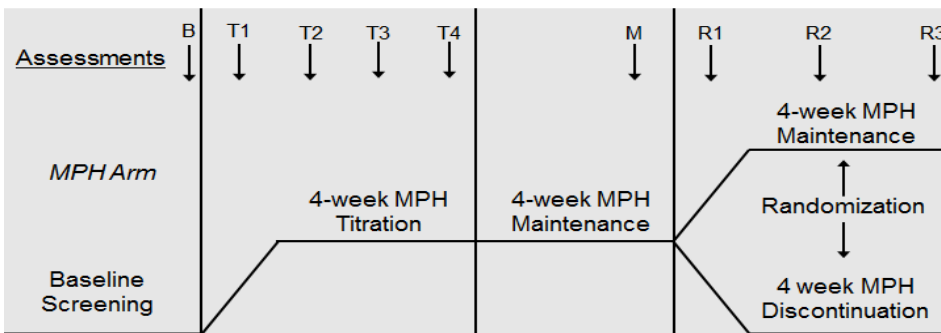 B T1 T2 T3 T4 M R1 R2 R3
Assessments
4-week MPH
Maintenance
MPH Arm
4-week MPH
Titration
4-week MPH
Maintenance
Randomization
Baseline
Screening
4 week MPH
Discontinuation